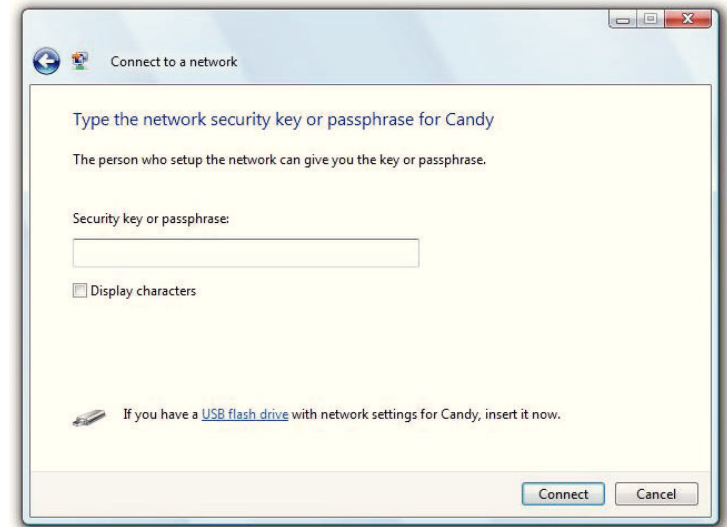 Connect to a network
Type the network security key or passphrase for Candy
The person who setup the network can give you the key or passphrase.
Security key or passphrase:
Display characters
If you have a USB flash drive with network settings for Candy, insert it now.
Connect Cancel